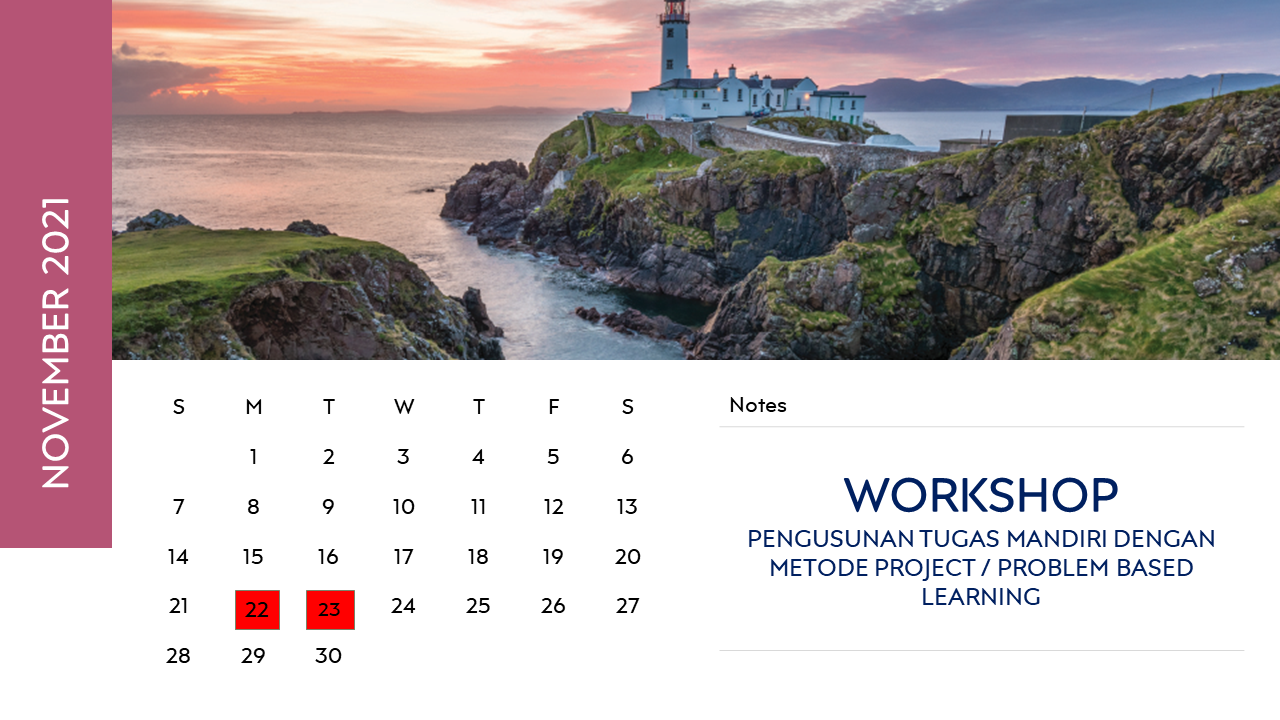 NOVEMBER 2021
S M T W T F S
1 2 3 4 5 6
7 8 9 10 11 12 13
14 15 16 17 18 19 20
21 22 23 24 25 26 27
28 29 30
Notes
WORKSHOP
PENGUSUNAN TUGAS MANDIRI DENGAN
METODE PROJECT / PROBLEM BASED
LEARNING